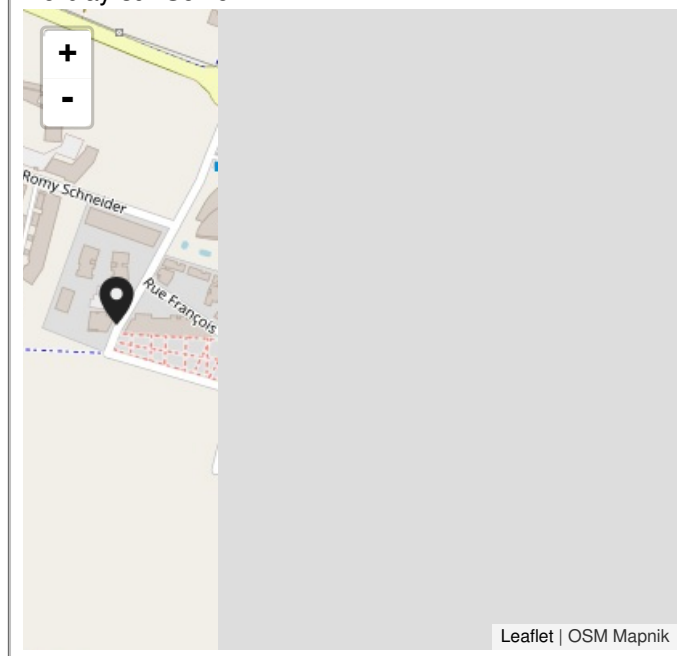 +
-
Romy Schneider
Rue François
Leaflet | OSM Mapnik